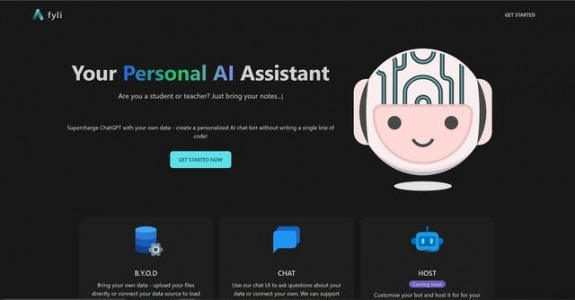 fyli
GET STARTED
Your Personal AI Assistant
Are you a student or teacher? Just bring your notes...|
Supercharge ChatGPT with your own data - create a personalized AI chat bot without writing a single line of
code!
GET STARTED NOW
B.Y.O.D
Bring your own data - upload your files
directly or connect your data source to load
CHAT
Use our chat UI to ask questions about your
data or connect your own. We can support
HOST
Coming Soon
Customise your bot and host it for for your